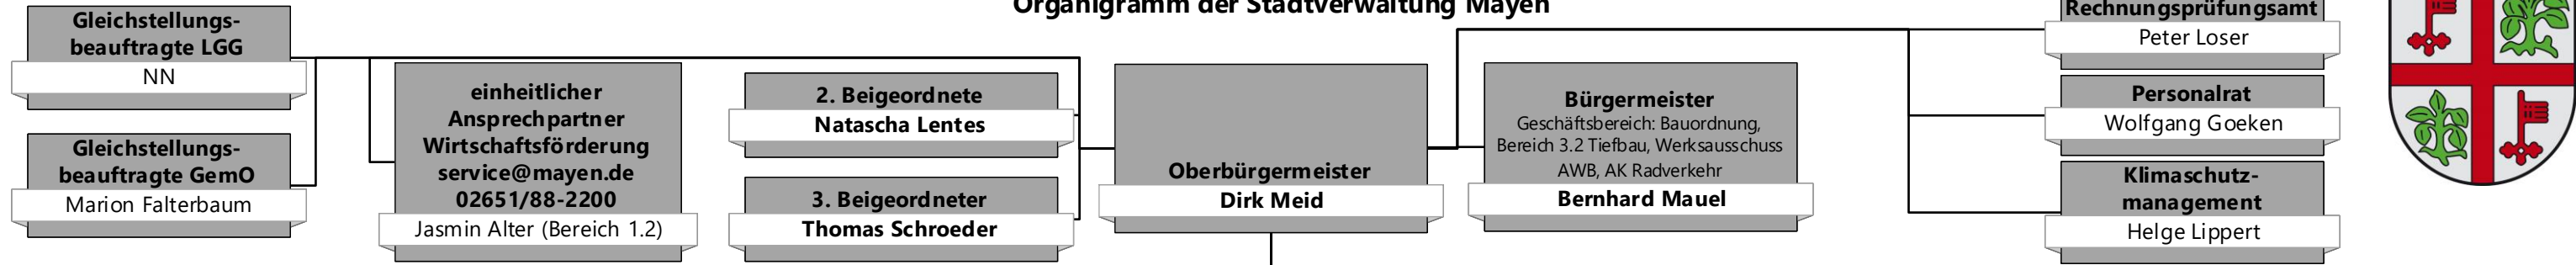 Organigramm der Stadtverwaltung Mayen
Gleichstellungs-
beauftragte LGG
NN
Gleichstellungs-
beauftragte GemO
Marion Falterbaum
einheitlicher
Ansprechpartner
Wirtschaftsförderung
service@mayen.de
02651/88-2200
Jasmin Alter (Bereich 1.2)
2. Beigeordnete
Natascha Lentes
3. Beigeordneter
Thomas Schroeder
Oberbürgermeister
Dirk Meid
Bürgermeister
Geschäftsbereich: Bauordnung,
Bereich 3.2 Tiefbau, Werksausschuss
AWB, AK Radverkehr
Bernhard Mauel
Rechnungsprüfungsamt
Peter Loser
Personalrat
Wolfgang Goeken
Klimaschutz-
management
Helge Lippert